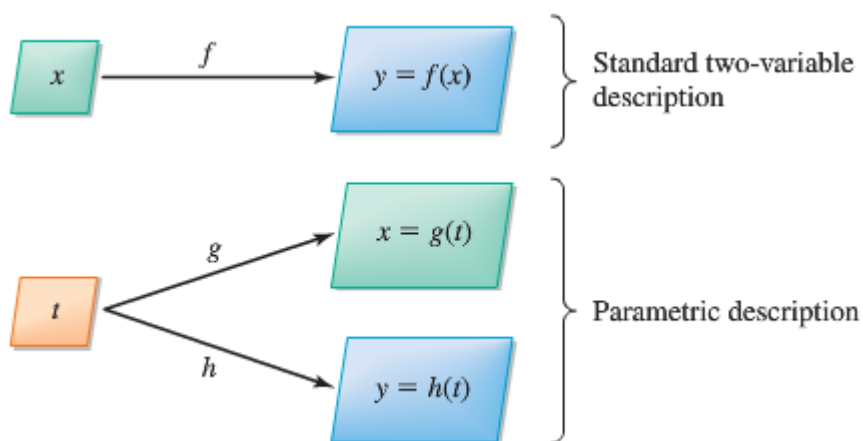 f
x
y = f(x)
Standard two-variable
description
x = g(t)
g
t
Parametric description
h
y = h(t)